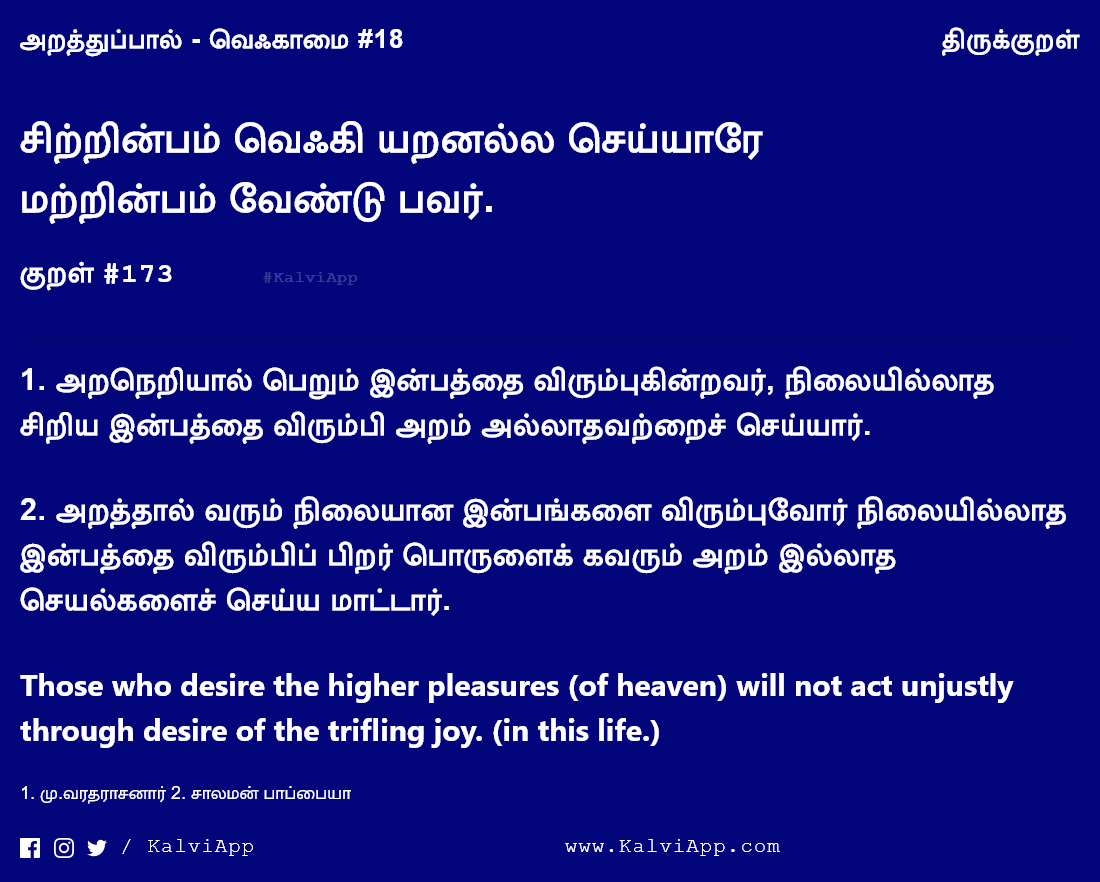 அறத்துப்பால் - வெஃகாமை #18
திருக்குறள்
சிற்றின்பம் வெஃகி யறனல்ல செய்யாரே
மற்றின்பம் வேண்டு பவர்.
குறள் #173
#KalviApp
1. அறநெறியால் பெறும் இன்பத்தை விரும்புகின்றவர், நிலையில்லாத
சிறிய இன்பத்தை விரும்பி அறம் அல்லாதவற்றைச் செய்யார்.
2. அறத்தால் வரும் நிலையான இன்பங்களை விரும்புவோர் நிலையில்லாத
இன்பத்தை விரும்பிப் பிறர் பொருளைக் கவரும் அறம் இல்லாத
செயல்களைச் செய்ய மாட்டார்.
Those who desire the higher pleasures (of heaven) will not act unjustly
through desire of the trifling joy. (in this life.)
1. மு.வரதராசனார் 2. சாலமன் பாப்பையா
/ KalviApp
www.KalviApp.com